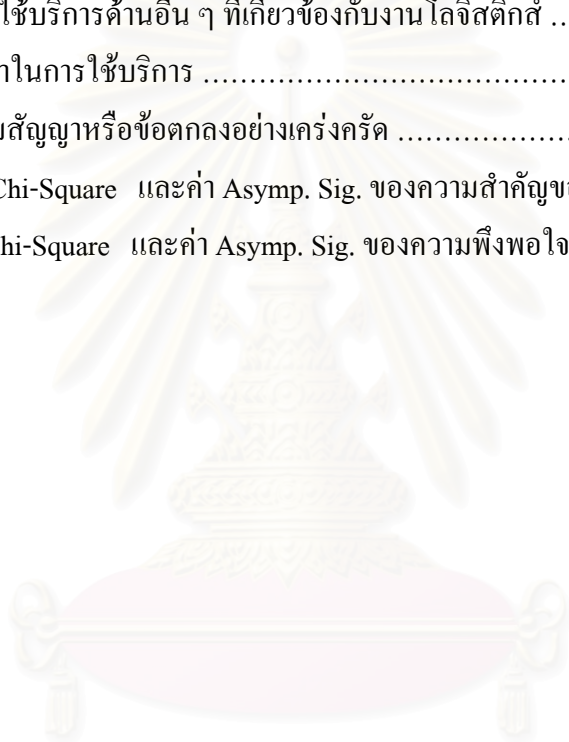 ใช้บริการด้านอื่น ๆ ที่เกี่ยวข้องกับงานโลจิสติกส์ ...
ในการใช้บริการ ........................................
สัญญาหรือข้อตกลงอย่างเคร่งครัด ....................
Chi-Square และค่า Asymp. Sig. ของความสำคัญ
hi-Square และค่า Asymp. Sig. ของความพึงพอใจ